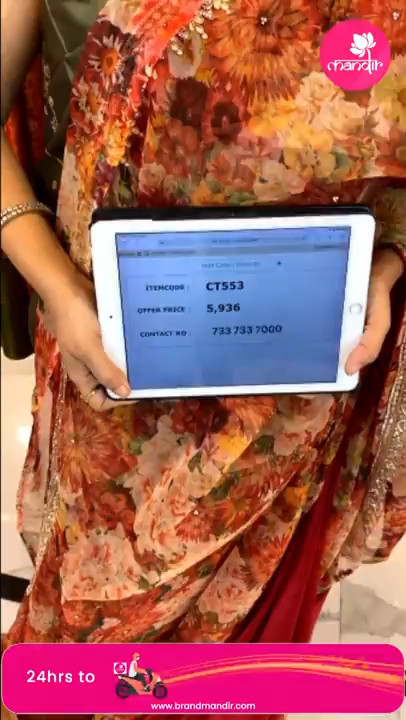 mandir
ITEMCODE : CT553
OFFER PRICE : 5,936
CONTACT NO : 733 733 7000
24hrs to
www.brandmandir.com